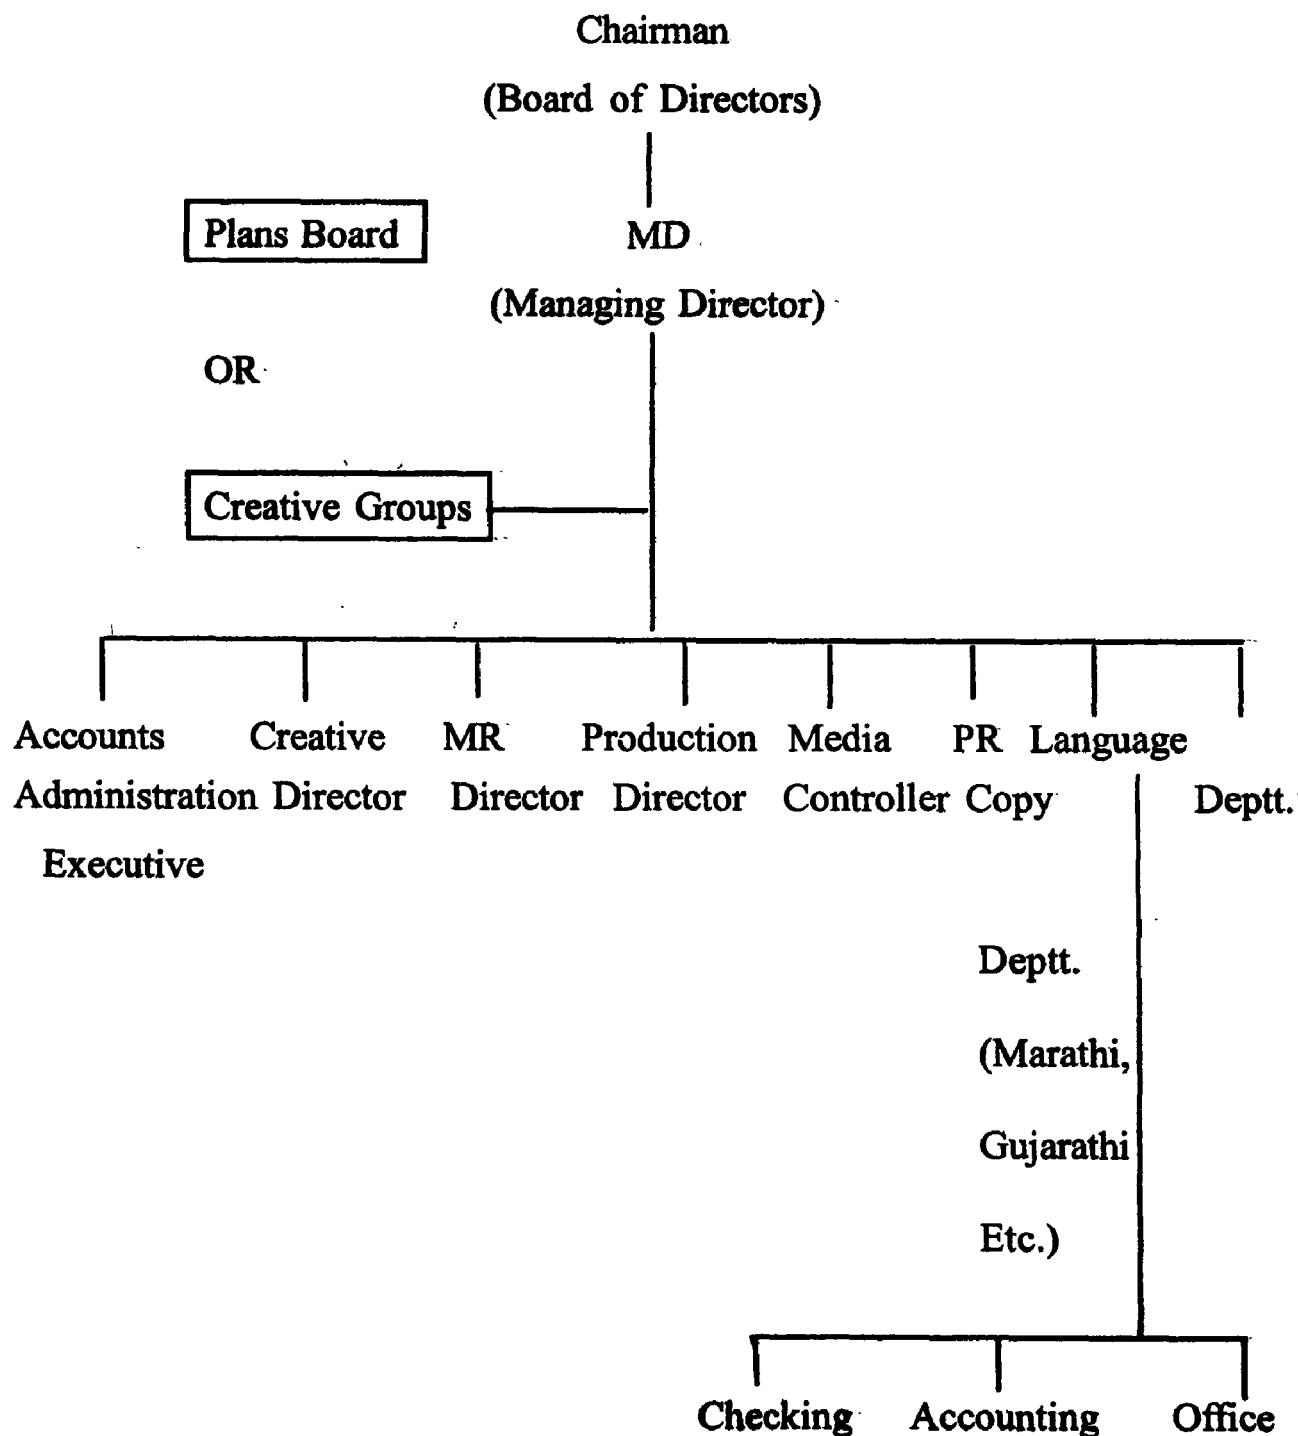 Chairman
(Board of Directors)
Plans Board MD
(Managing Director)
OR
Creative Groups
Accounts Creative MR Production Media PR Language
Administration Director Director Director Controller Copy Deptt.
Executive
Deptt.
(Marathi,
Gujarathi
Etc.)
Checking Accounting Office